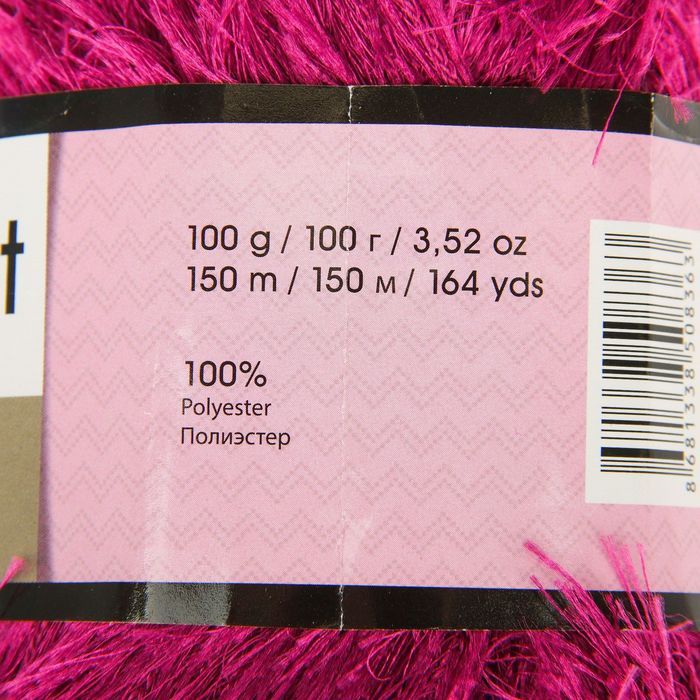 t
100 g / 100 г / 3,52 oz
150 m / 150 м / 164 yds
100%
Polyester
Полиэстер
8681338508363